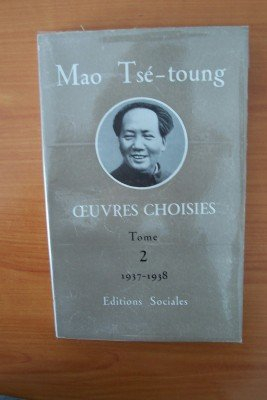 Mao Tsé-toung
ŒUVRES CHOISIES
Tome
2
1937-1938
Editions Sociales